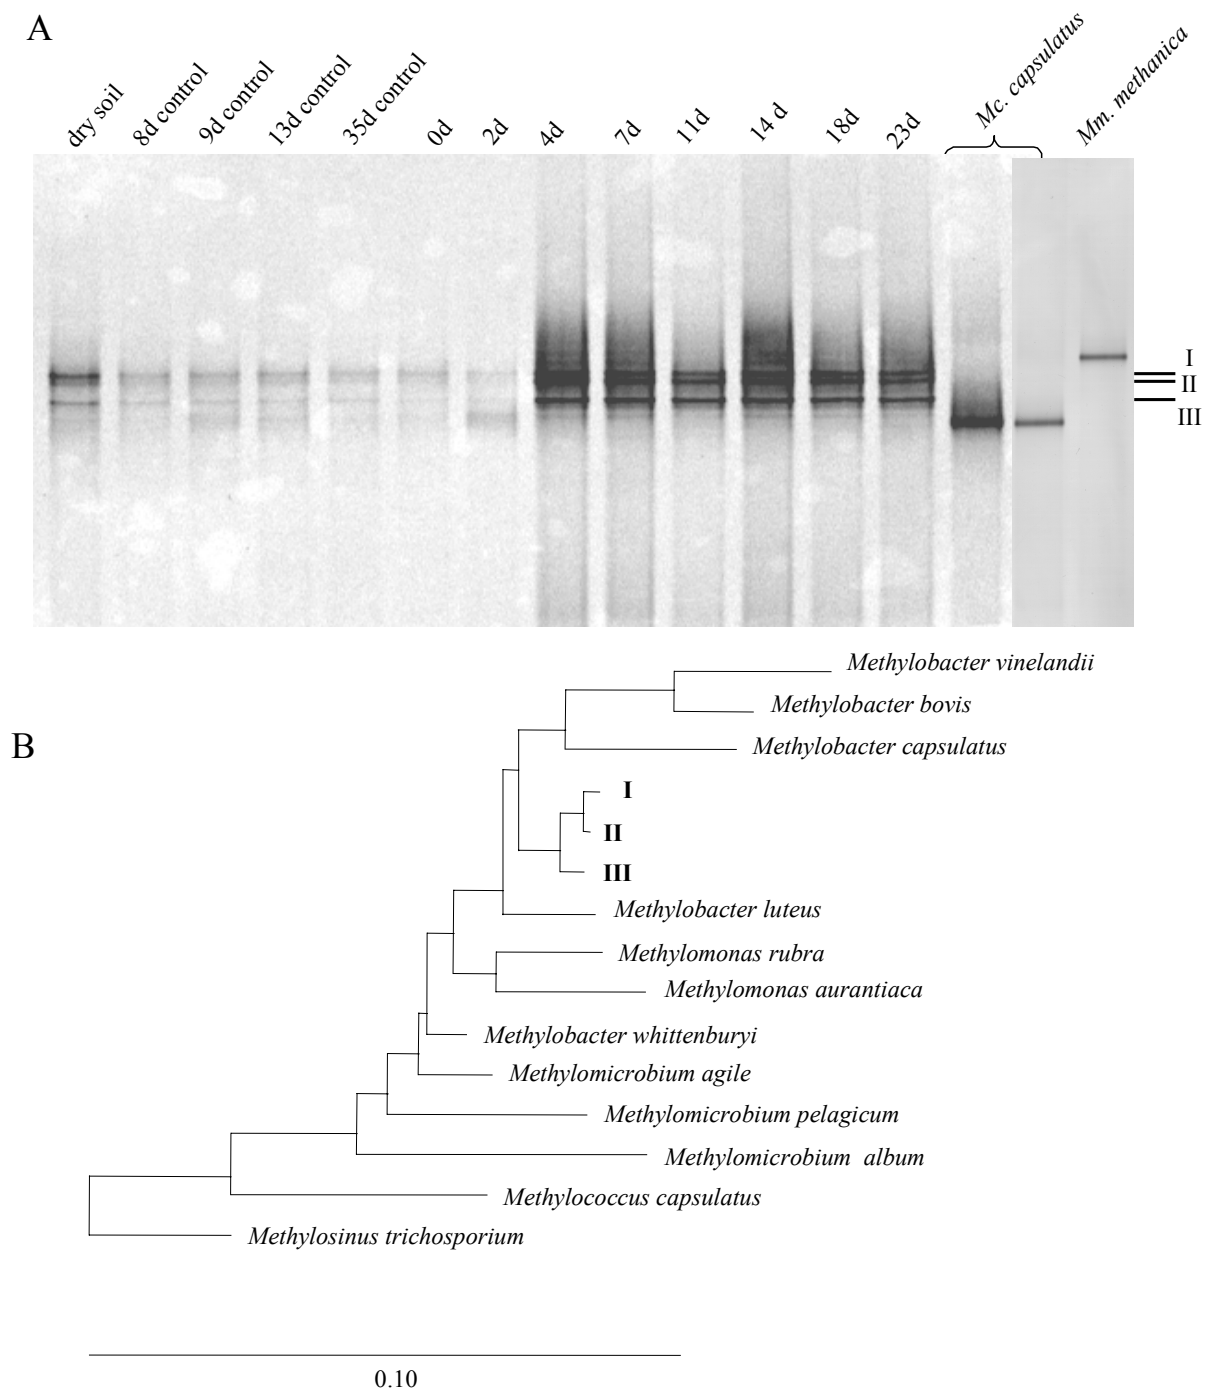 A
dry soil
8d control
9d control
13d control
35d control
0d
2d
4d
7d
11d
14 d
18d
23d
Mc. capsulatus
Mm. methanica
I
II
III
B
Methylobacter vinelandii
Methylobacter bovis
Methylobacter capsulatus
I
II
III
Methylobacter luteus
Methylomonas rubra
Methylomonas aurantiaca
Methylobacter whittenburyi
Methylomicrobium agile
Methylomicrobium pelagicum
Methylomicrobium album
Methylococcus capsulatus
Methylosinus trichosporium
0.10